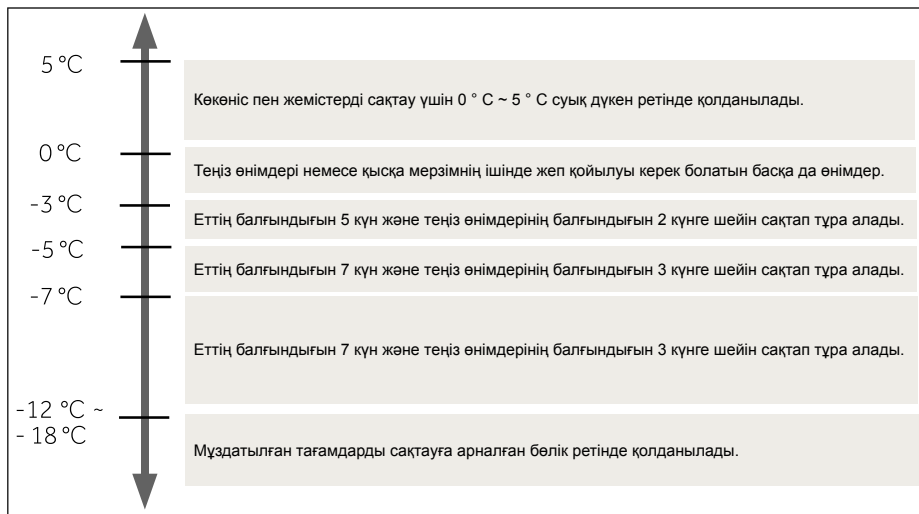 5 °C
Көкөніс пен жемістерді сақтау үшін 0 ° C ~ 5 ° C суық дүкен ретінде қолданылады.
0 °C
Теңіз өнімдері немесе қысқа мерзімнің ішінде жеп қойылуы керек болатын басқа да өнімдер.
-3 °C
Еттің балғындығын 5 күн және теңіз өнімдерінің балғындығын 2 күнге шейін сақтап тұра алады.
-5 °C
Еттің балғындығын 7 күн және теңіз өнімдерінің балғындығын 3 күнге шейін сақтап тұра алады.
-7 °C
Еттің балғындығын 7 күн және теңіз өнімдерінің балғындығын 3 күнге шейін сақтап тұра алады.
-12 °C ~
- 18 °C
Мұздатылған тағамдарды сақтауға арналған бөлік ретінде қолданылады.